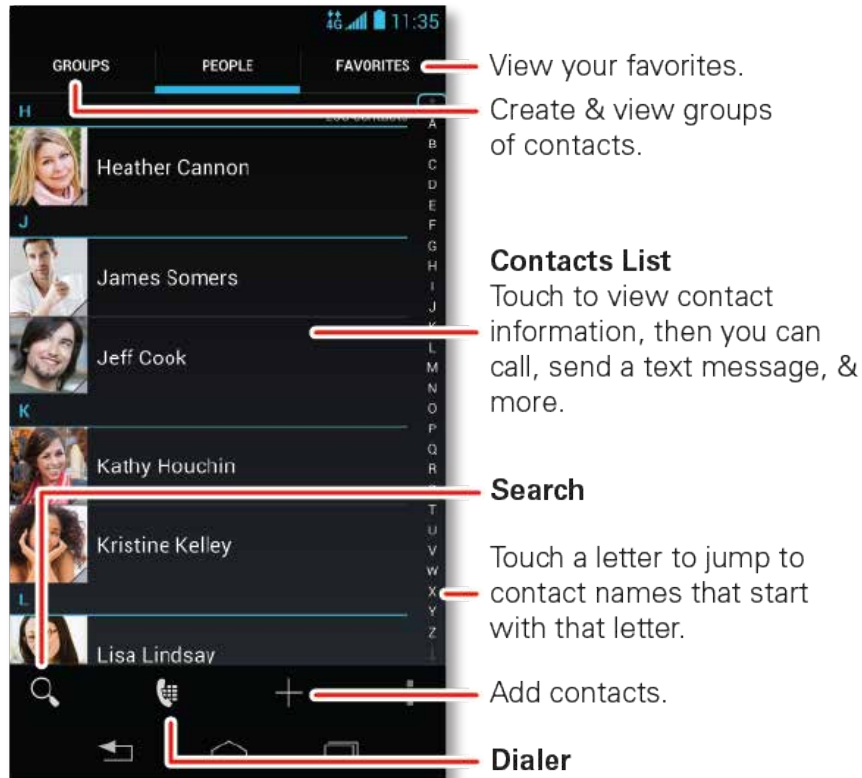 4G 11:35
GROUPS PEOPLE FAVORITES
View your favorites.
Create & view groups
of contacts.
H
contacts
A
B
C
D
E
F
G
H
I
J
K
L
M
N
O
P
Q
R
T
U
V
W
X
Y
Z
Heather Cannon
J
James Somers
Jeff Cook
K
Kathy Houchin
Kristine Kelley
L
Lisa Lindsay
Contacts List
Touch to view contact
information, then you can
call, send a text message, &
more.
Search
Touch a letter to jump to
contact names that start
with that letter.
Add contacts.
Dialer